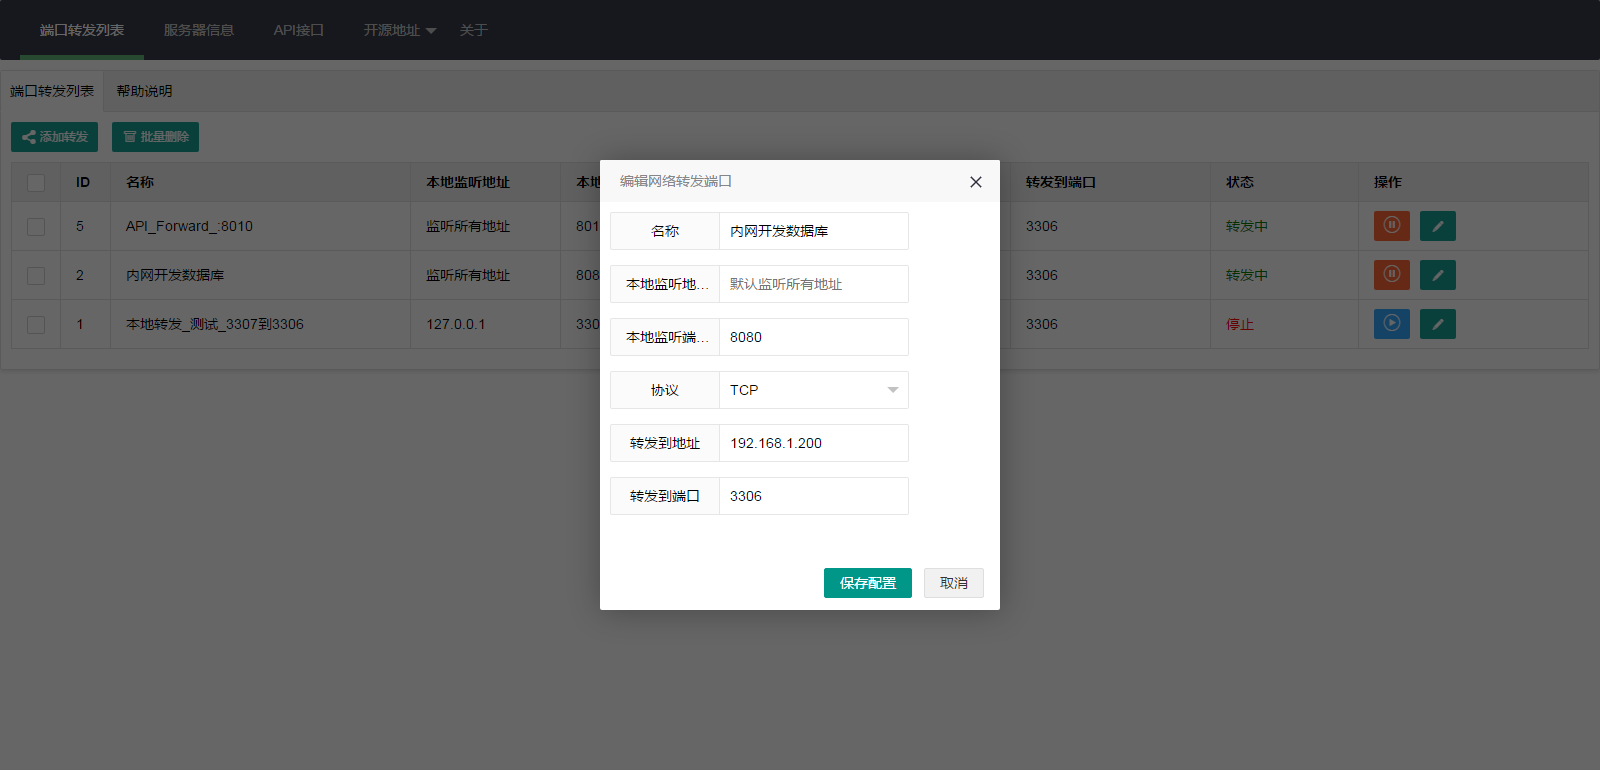 端口转发列表 服务器信息 API接口 开源地址 关于
端口转发列表 帮助说明
添加转发 批量删除
ID 名称 本地监听地址 本地 转发到端口 状态 操作
5 API_Forward_:8010 监听所有地址 801 3306 转发中
2 内网开发数据库 监听所有地址 808 3306 转发中
1 本地转发_测试_3307到3306 127.0.0.1 330 3306 停止
编辑网络转发端口
名称 内网开发数据库
本地监听地... 默认监听所有地址
本地监听端... 8080
协议 TCP
转发到地址 192.168.1.200
转发到端口 3306
保存配置 取消